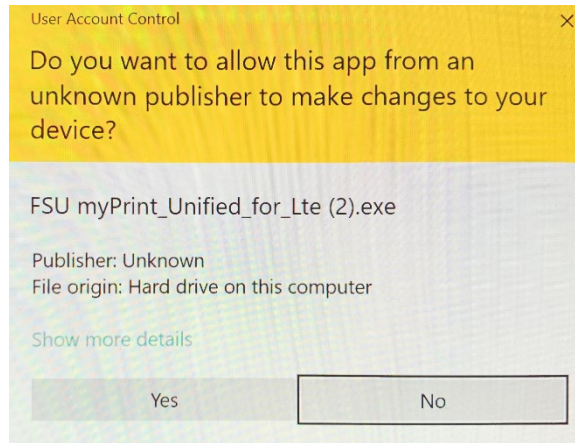 User Account Control
Do you want to allow this app from an
unknown publisher to make changes to your
device?
FSU myPrint_Unified_for_Lte (2).exe
Publisher: Unknown
File origin: Hard drive on this computer
Show more details
Yes
No